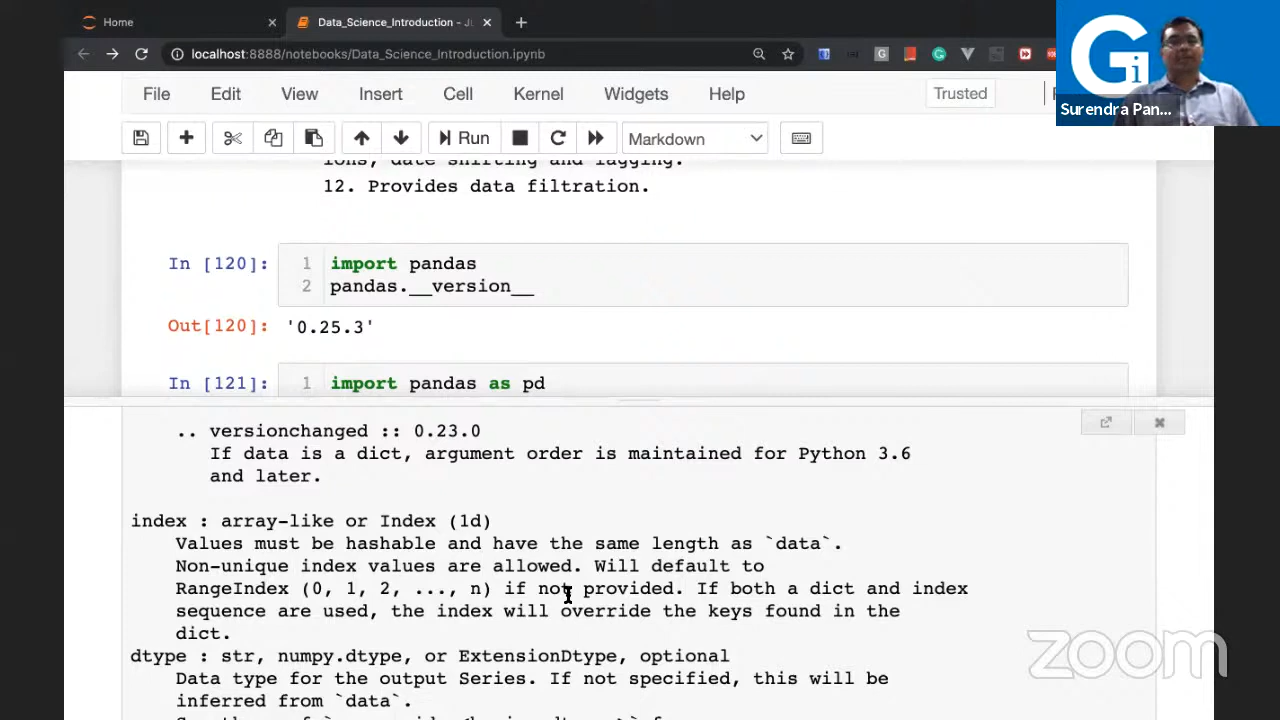 Home
Data_Science_Introduction - Ju
localhost:8888/notebooks/Data_Science_Introduction.ipynb
Gi
Surendra Pan...
File Edit View Insert Cell Kernel Widgets Help Trusted
Run Markdown
ions, date shifting and lagging.
12. Provides data filtration.
In [120]: 1 import pandas
2 pandas.__version__
Out[120]: '0.25.3'
In [121]: 1 import pandas as pd
.. versionchanged :: 0.23.0
If data is a dict, argument order is maintained for Python 3.6
and later.
index : array-like or Index (1d)
Values must be hashable and have the same length as `data`.
Non-unique index values are allowed. Will default to
RangeIndex (0, 1, 2, ..., n) if not provided. If both a dict and index
sequence are used, the index will override the keys found in the
dict.
dtype : str, numpy.dtype, or ExtensionDtype, optional
Data type for the output Series. If not specified, this will be
inferred from `data`.
zoom